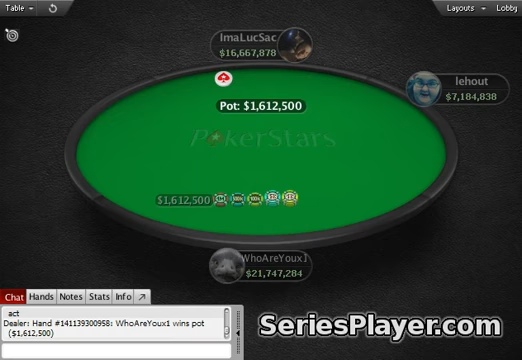 Table
Layouts
Lobby
ImaLucSac
$16,667,878
lehout
$7,184,838
Pot: $1,612,500
PokerStars
$1,612,500
WhoAreYoux1
$21,747,284
Chat Hands Notes Stats Info
act
Dealer: Hand #141139300958: WhoAreYoux1 wins pot
($1,612,500)
SeriesPlayer.com